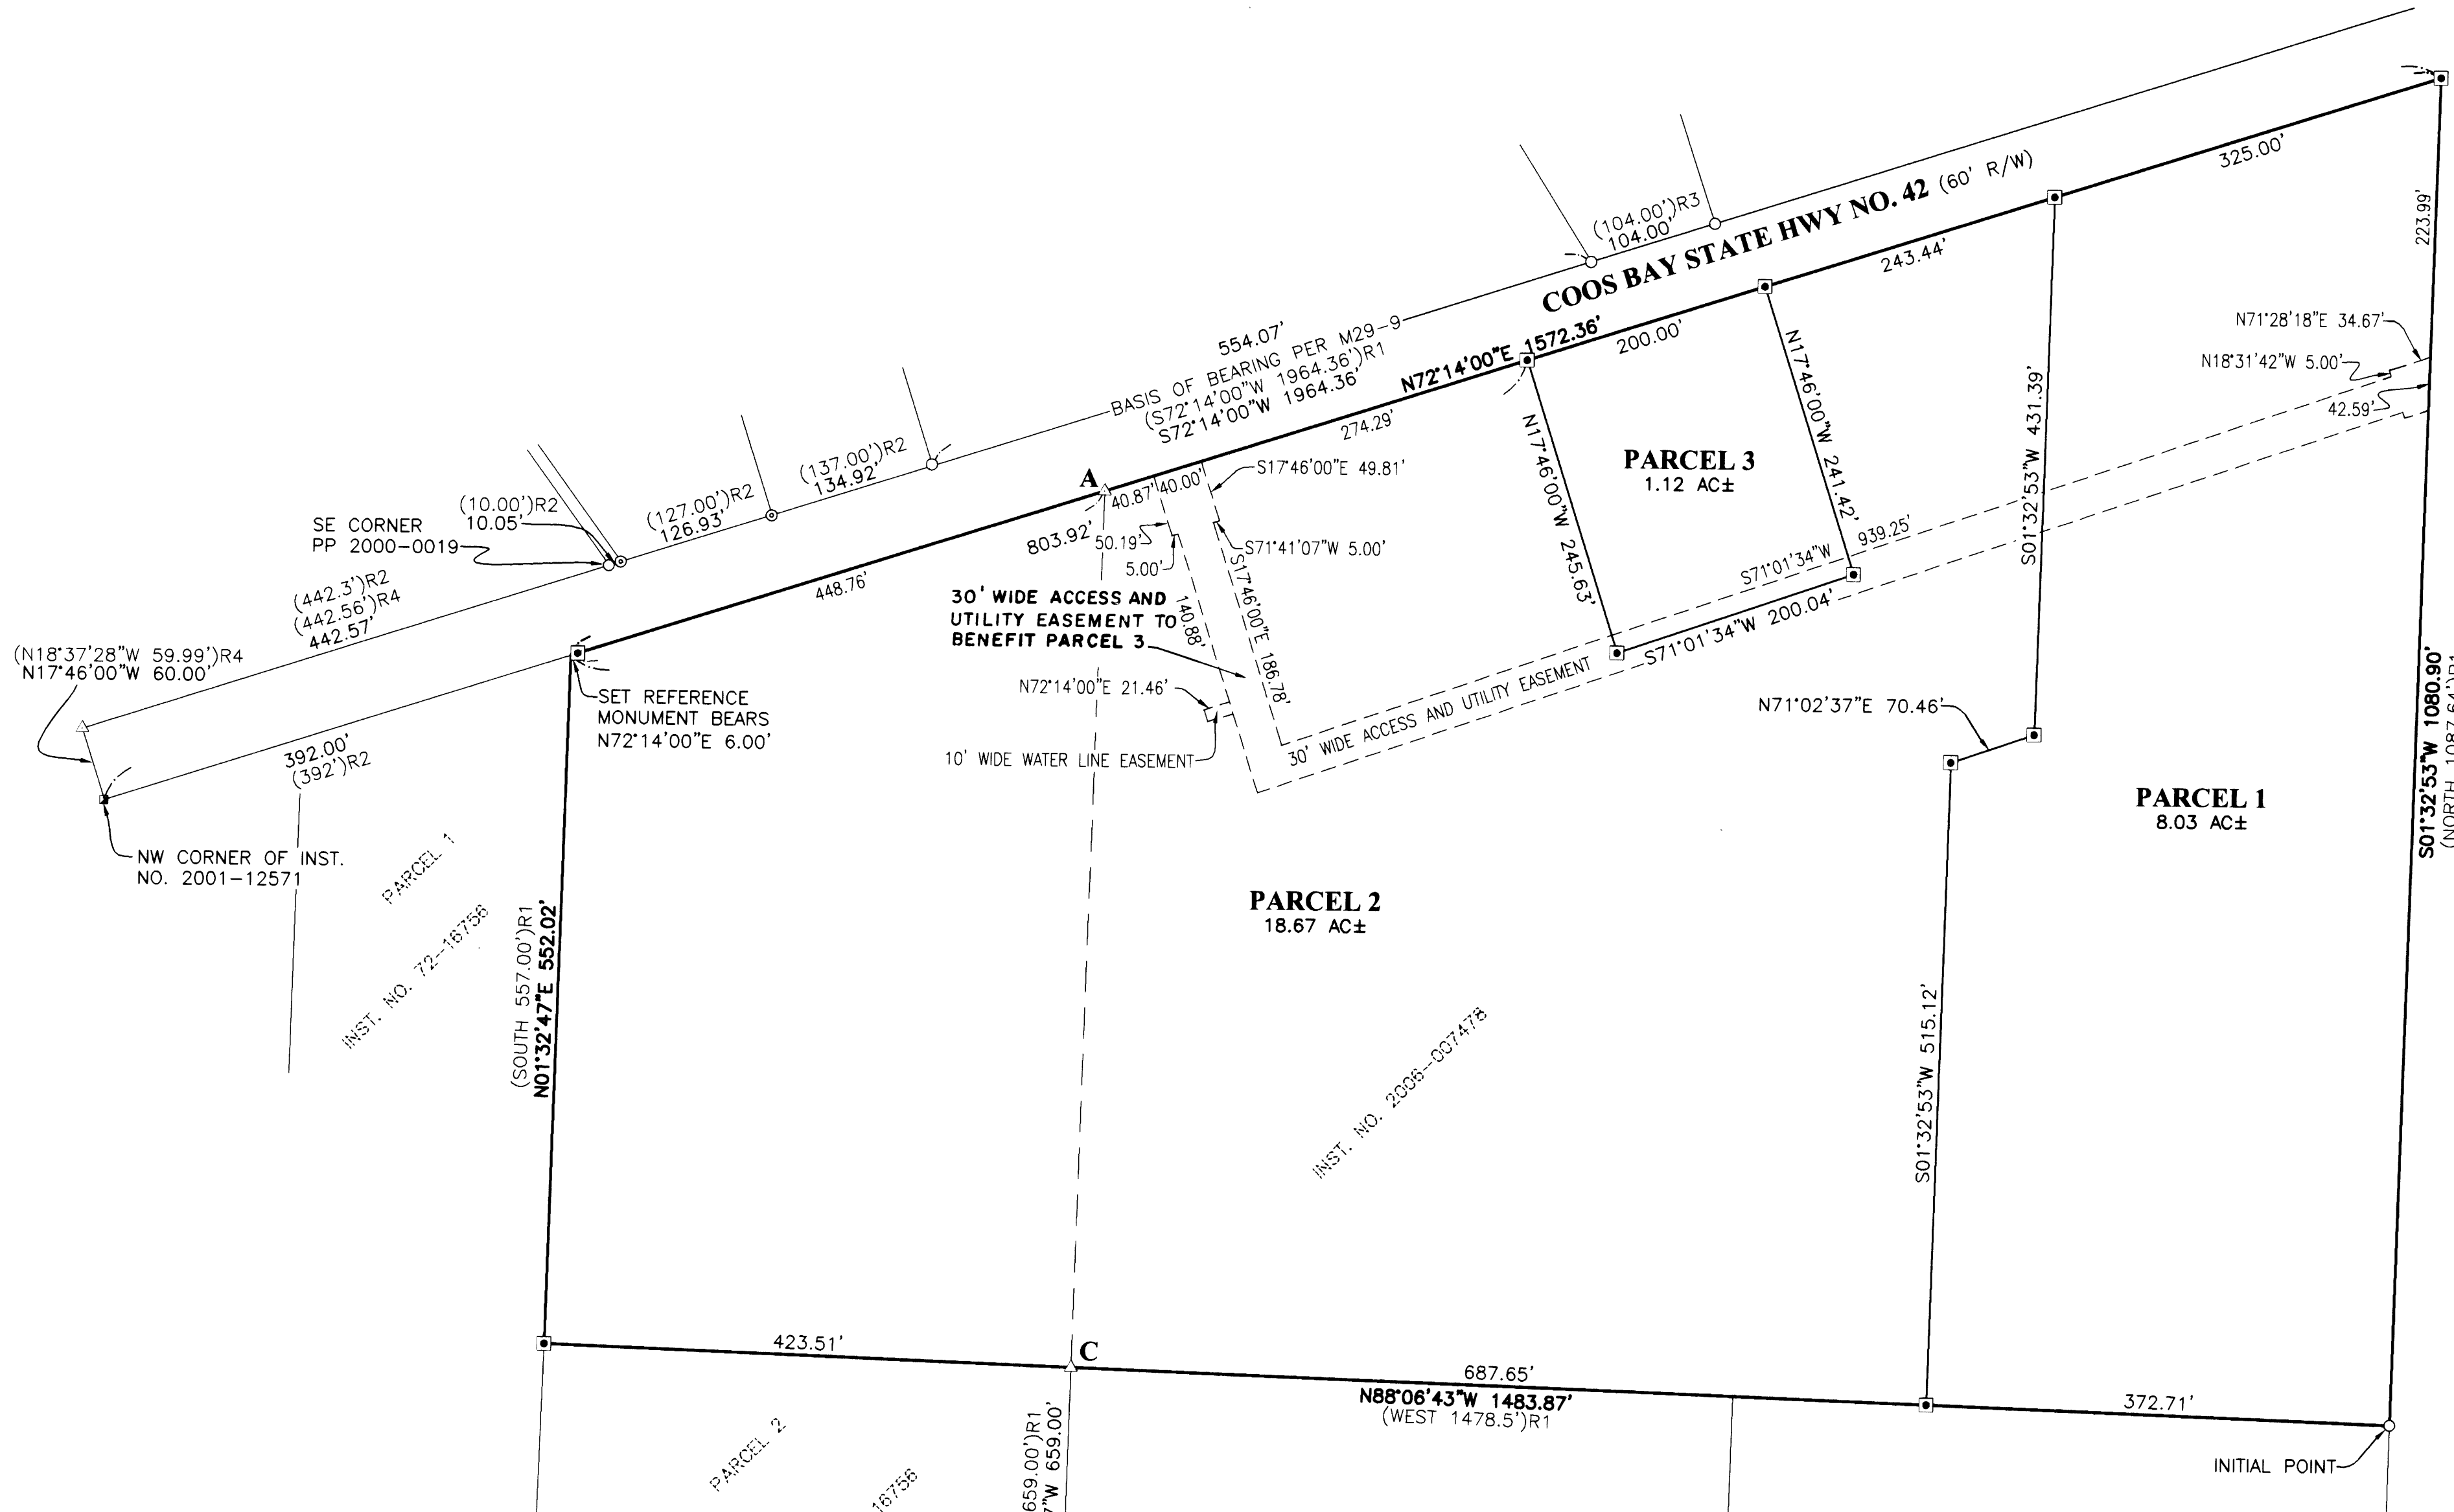 325.00'
223.99'
(104.00')R3
104.00'
COOS BAY STATE HWY NO. 42 (60' R/W)
243.44'
N71°28'18"E 34.67'
N18°31'42"W 5.00'
42.59'
554.07'
BASIS OF BEARING PER M29-9
(S72°14'00"W 1964.36')R1
S72°14'00"W 1964.36'
N72°14'00"E 1572.36'
200.00'
274.29'
N17°46'00"W 245.63'
N17°46'00"W 241.42'
PARCEL 3
1.12 AC±
S01°32'53"W 431.39'
(137.00')R2
134.92'
(127.00')R2
126.93'
(10.00')R2
10.05'
SE CORNER
PP 2000-0019
A
40.87'
40.00'
S17°46'00"E 49.81'
803.92'
50.19'
5.00'
S71°41'07"W 5.00'
S71°01'34"W 939.25'
S71°01'34"W 200.04'
448.76'
(442.3')R2
(442.56')R4
442.57'
30' WIDE ACCESS AND
UTILITY EASEMENT TO
BENEFIT PARCEL 3
140.88'
S17°46'00"E 186.78'
(N18°37'28"W 59.99')R4
N17°46'00"W 60.00'
SET REFERENCE
MONUMENT BEARS
N72°14'00"E 6.00'
N72°14'00"E 21.46'
30' WIDE ACCESS AND UTILITY EASEMENT
10' WIDE WATER LINE EASEMENT
392.00'
(392')R2
NW CORNER OF INST.
NO. 2001-12571
N71°02'37"E 70.46'
S01°32'53"W 1080.90'
(NORTH 1087.64')R1
PARCEL 1
8.03 AC±
PARCEL 1
INST. NO. 72-16756
(SOUTH 557.00')R1
N01°32'47"E 552.02'
PARCEL 2
18.67 AC±
INST. NO. 2006-007478
S01°32'53"W 515.12'
423.51'
C
687.65'
N88°06'43"W 1483.87'
(WEST 1478.5')R1
372.71'
INITIAL POINT
PARCEL 2
16756
659.00')R1
7"W 659.00'